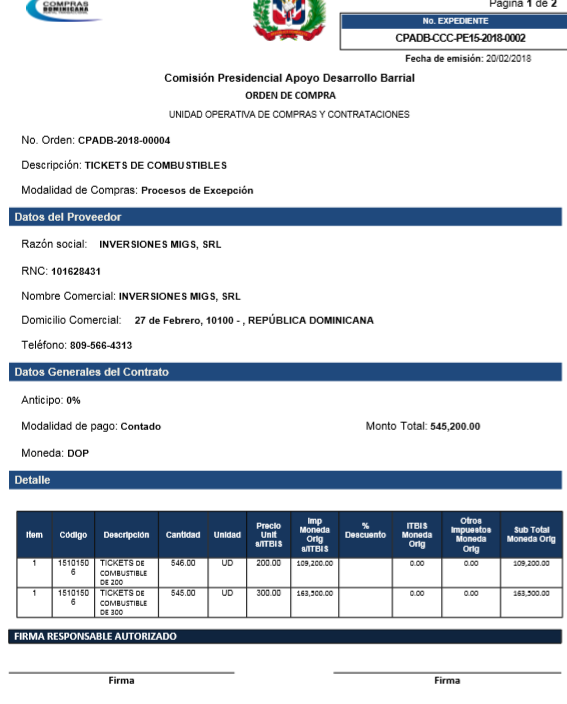 COMPRAS
DOMINICANA
Pagina 1 de 2
No. EXPEDIENTE
CPADB-CCC-PE15-2018-0002
Fecha de emisión: 20/02/2018
Comisión Presidencial Apoyo Desarrollo Barrial
ORDEN DE COMPRA
UNIDAD OPERATIVA DE COMPRAS Y CONTRATACIONES
No. Orden: CPADB-2018-00004
Descripción: TICKETS DE COMBUSTIBLES
Modalidad de Compras: Procesos de Excepción
Datos del Proveedor
Razón social: INVERSIONES MIGS, SRL
RNC: 101628431
Nombre Comercial: INVERSIONES MIGS, SRL
Domicilio Comercial: 27 de Febrero, 10100 - , REPÚBLICA DOMINICANA
Teléfono: 809-566-4313
Datos Generales del Contrato
Anticipo: 0%
Modalidad de pago: Contado Monto Total: 545,200.00
Moneda: DOP
Detalle
Item Código Descripción Cantidad Unidad Precio Unit s/ITBIS Imp Moneda Orig s/ITBIS % Descuento ITBIS Moneda Orig Otros Impuestos Moneda Orig Sub Total Moneda Orig
1 15101506 TICKETS DE COMBUSTIBLE DE 200 546.00 UD 200.00 109,200.00 0.00 0.00 109,200.00
1 15101506 TICKETS DE COMBUSTIBLE DE 300 545.00 UD 300.00 163,500.00 0.00 0.00 163,500.00
FIRMA RESPONSABLE AUTORIZADO
Firma Firma